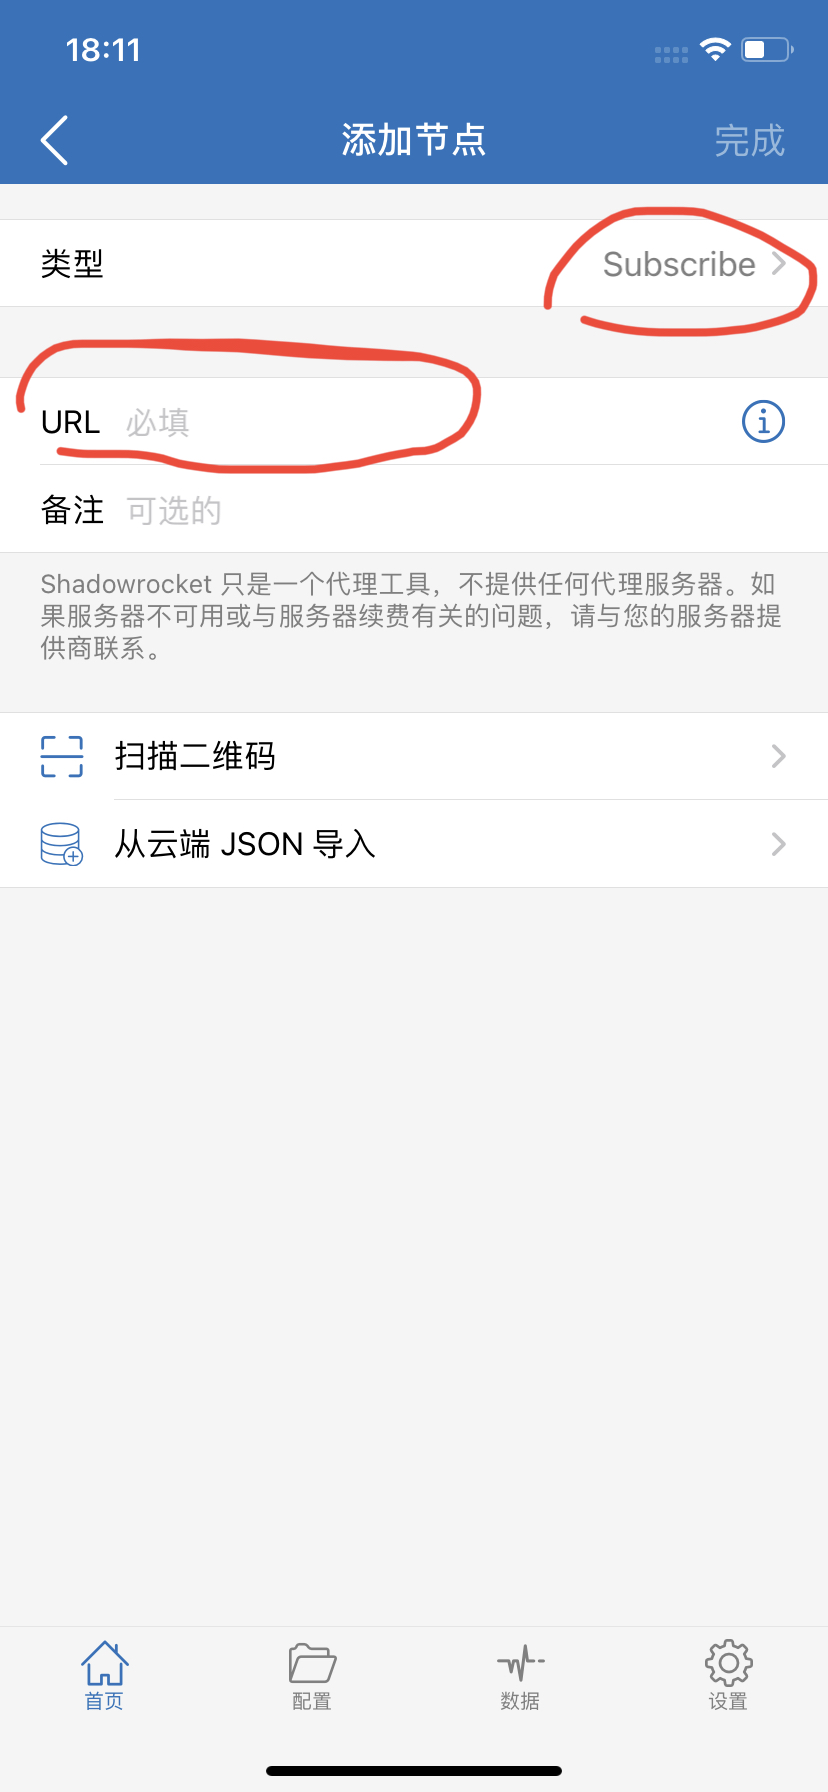 18:11
添加节点
完成
类型
Subscribe
URL 必填
备注 可选的
Shadowrocket 只是一个代理工具，不提供任何代理服务器。如
果服务器不可用或与服务器续费有关的问题，请与您的服务器提
供商联系。
扫描二维码
从云端 JSON 导入
首页
配置
数据
设置